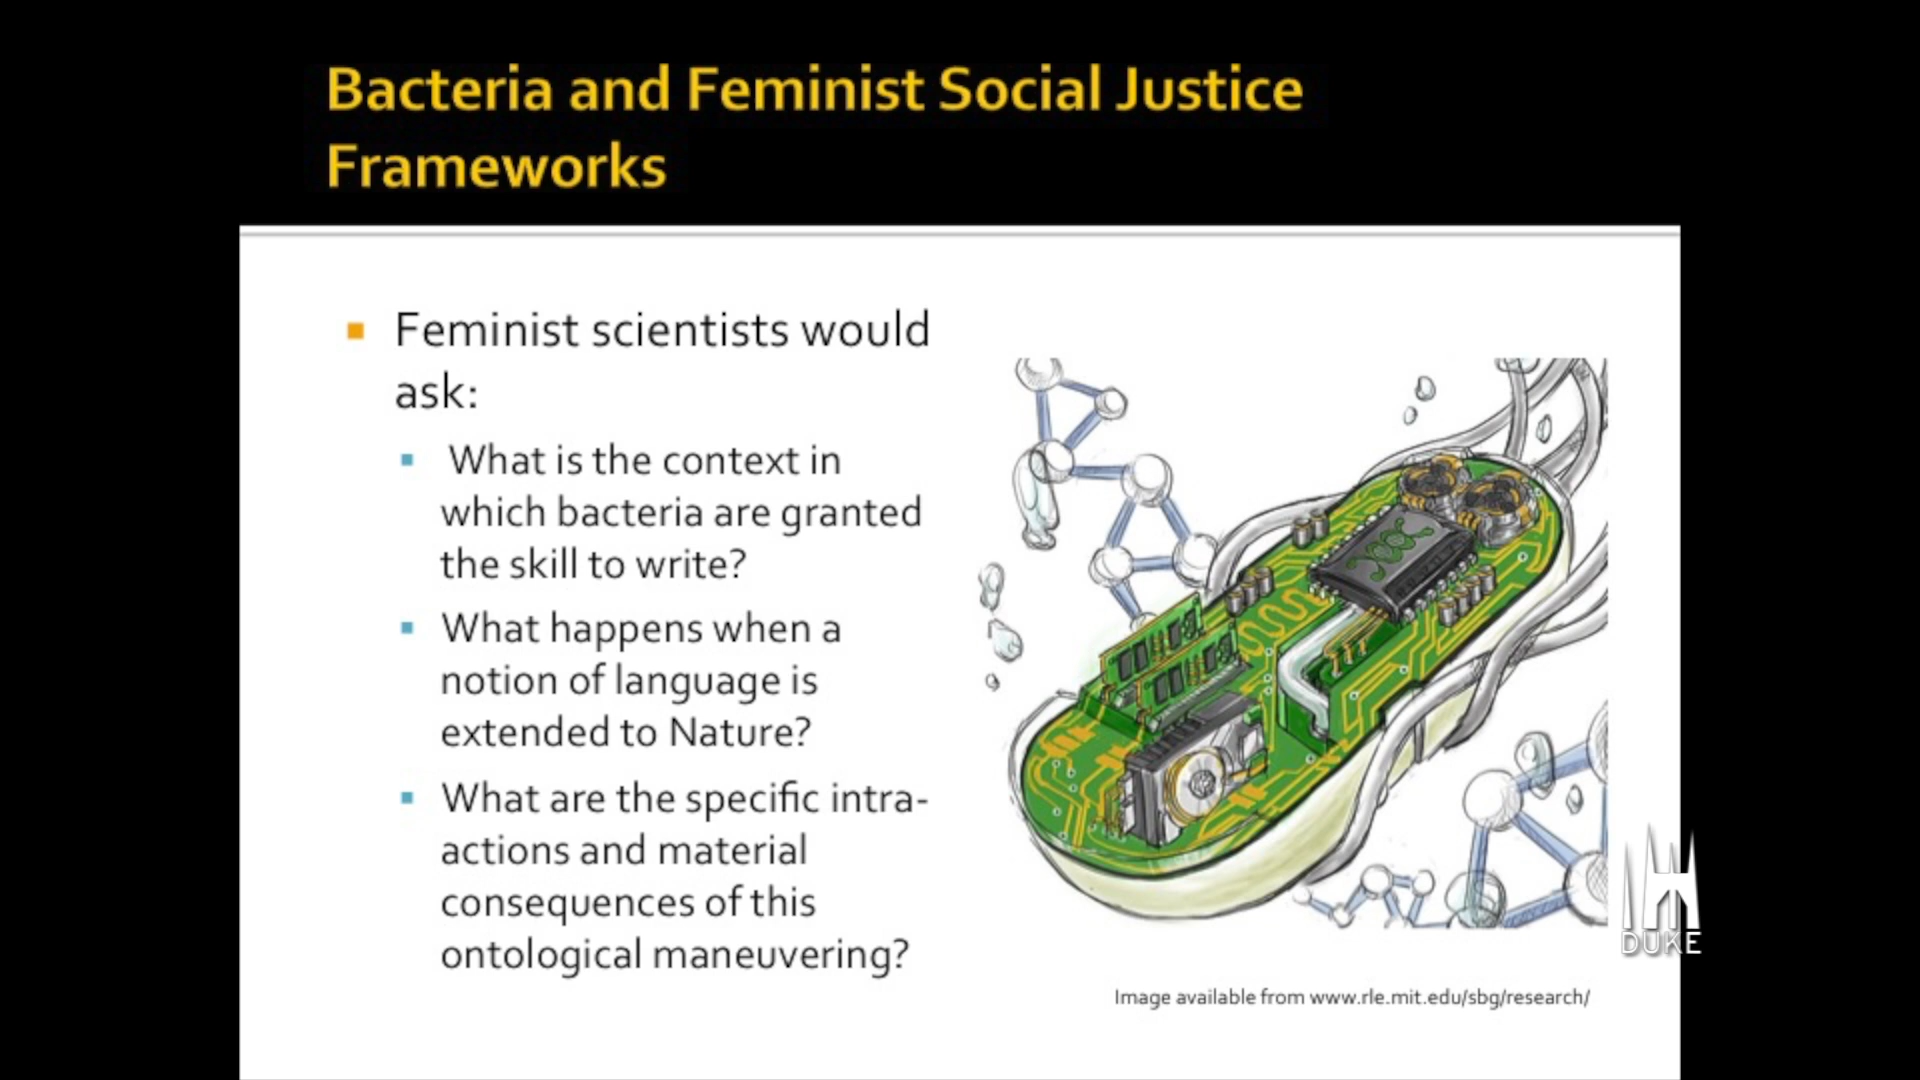 Bacteria and Feminist Social Justice
Frameworks
Feminist scientists would
ask:
What is the context in
which bacteria are granted
the skill to write?
What happens when a
notion of language is
extended to Nature?
What are the specific intra-
actions and material
consequences of this
ontological maneuvering?
Image available from www.rle.mit.edu/sbg/research/
DUKE